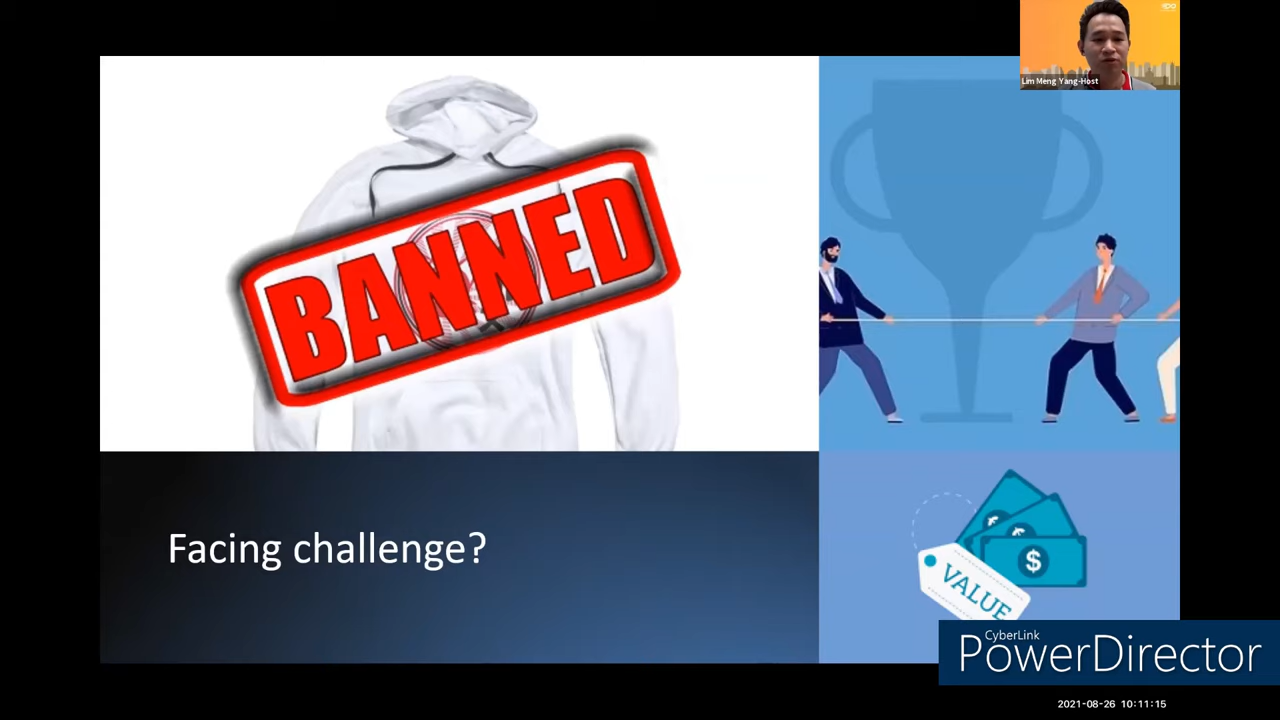 Lim Meng Yang-Host
BANNED
Facing challenge?
$
VALUE
CyberLink
PowerDirector
2021-08-26 10:11:15